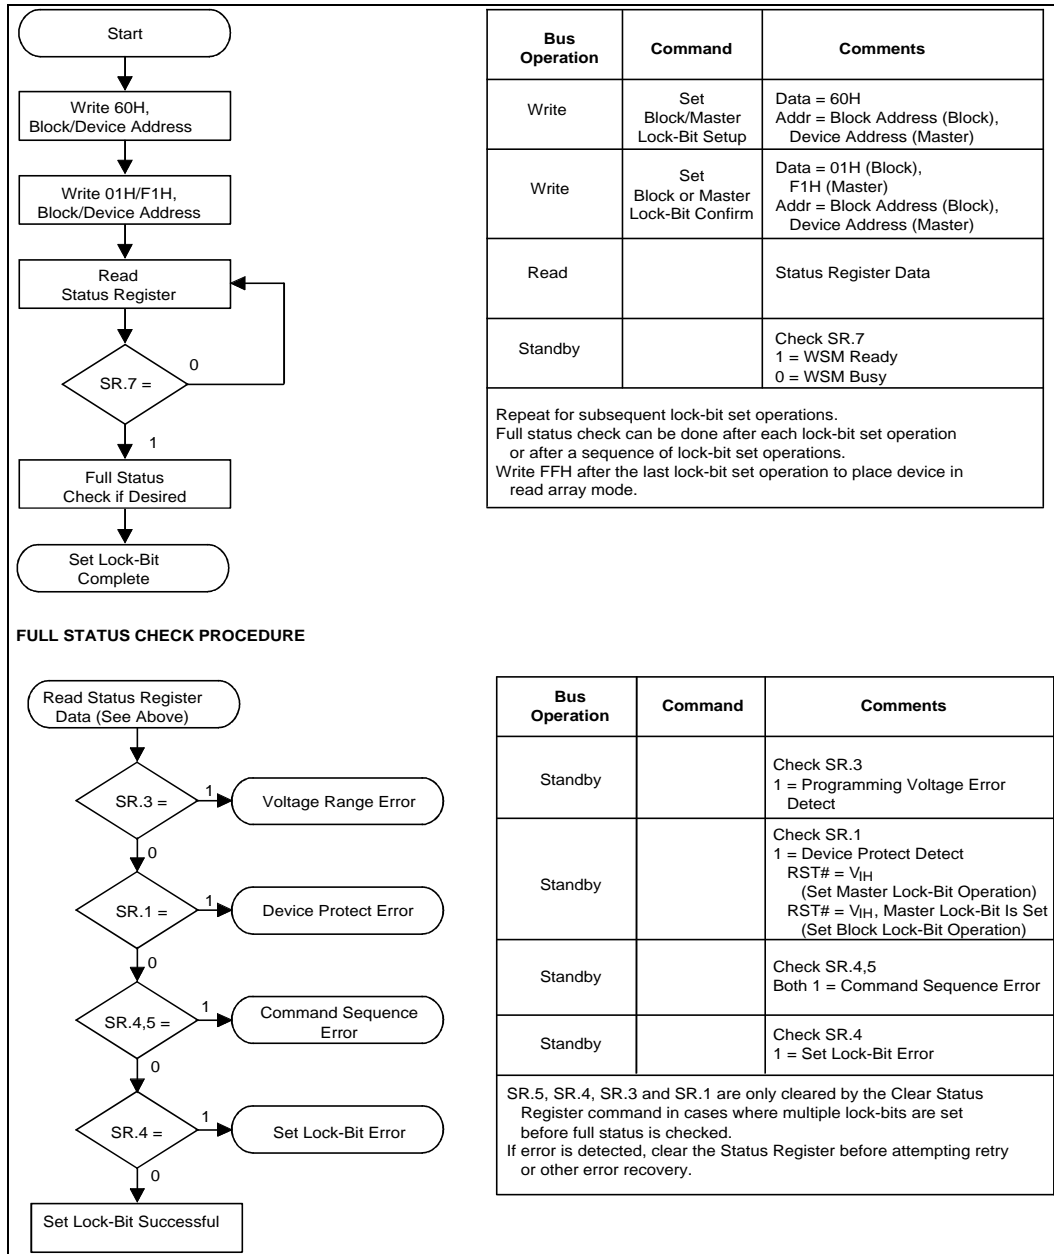 Start
Write 60H,
Block/Device Address
Write 01H/F1H,
Block/Device Address
Read
Status Register
SR.7 =
0
1
Full Status
Check if Desired
Set Lock-Bit
Complete
Bus
Operation
Command
Comments
Write
Set
Block/Master
Lock-Bit Setup
Data = 60H
Addr = Block Address (Block),
Device Address (Master)
Write
Set
Block or Master
Lock-Bit Confirm
Data = 01H (Block),
F1H (Master)
Addr = Block Address (Block),
Device Address (Master)
Read
Status Register Data
Standby
Check SR.7
1 = WSM Ready
0 = WSM Busy
Repeat for subsequent lock-bit set operations.
Full status check can be done after each lock-bit set operation
or after a sequence of lock-bit set operations.
Write FFH after the last lock-bit set operation to place device in
read array mode.
FULL STATUS CHECK PROCEDURE
Read Status Register
Data (See Above)
SR.3 =
1
Voltage Range Error
0
SR.1 =
1
Device Protect Error
0
SR.4,5 =
1
Command Sequence
Error
0
SR.4 =
1
Set Lock-Bit Error
0
Set Lock-Bit Successful
Bus
Operation
Command
Comments
Standby
Check SR.3
1 = Programming Voltage Error
Detect
Standby
Check SR.1
1 = Device Protect Detect
RST# = VIH
(Set Master Lock-Bit Operation)
RST# = VIH, Master Lock-Bit Is Set
(Set Block Lock-Bit Operation)
Standby
Check SR.4,5
Both 1 = Command Sequence Error
Standby
Check SR.4
1 = Set Lock-Bit Error
SR.5, SR.4, SR.3 and SR.1 are only cleared by the Clear Status
Register command in cases where multiple lock-bits are set
before full status is checked.
If error is detected, clear the Status Register before attempting retry
or other error recovery.